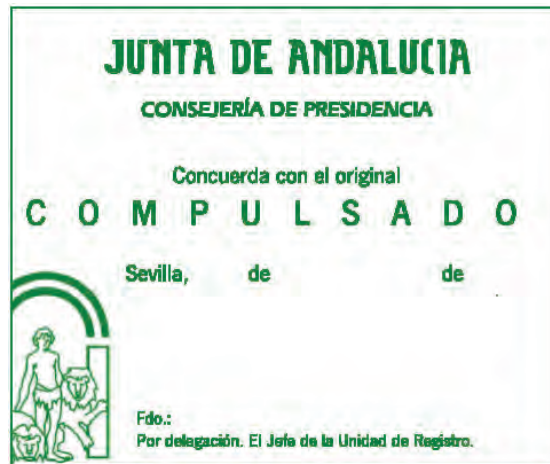 JUNTA DE ANDALUCIA
CONSEJERÍA DE PRESIDENCIA
Concuerda con el original
COMPULSADO
Sevilla, de de
Fdo.:
Por delegación. El Jefe de la Unidad de Registro.